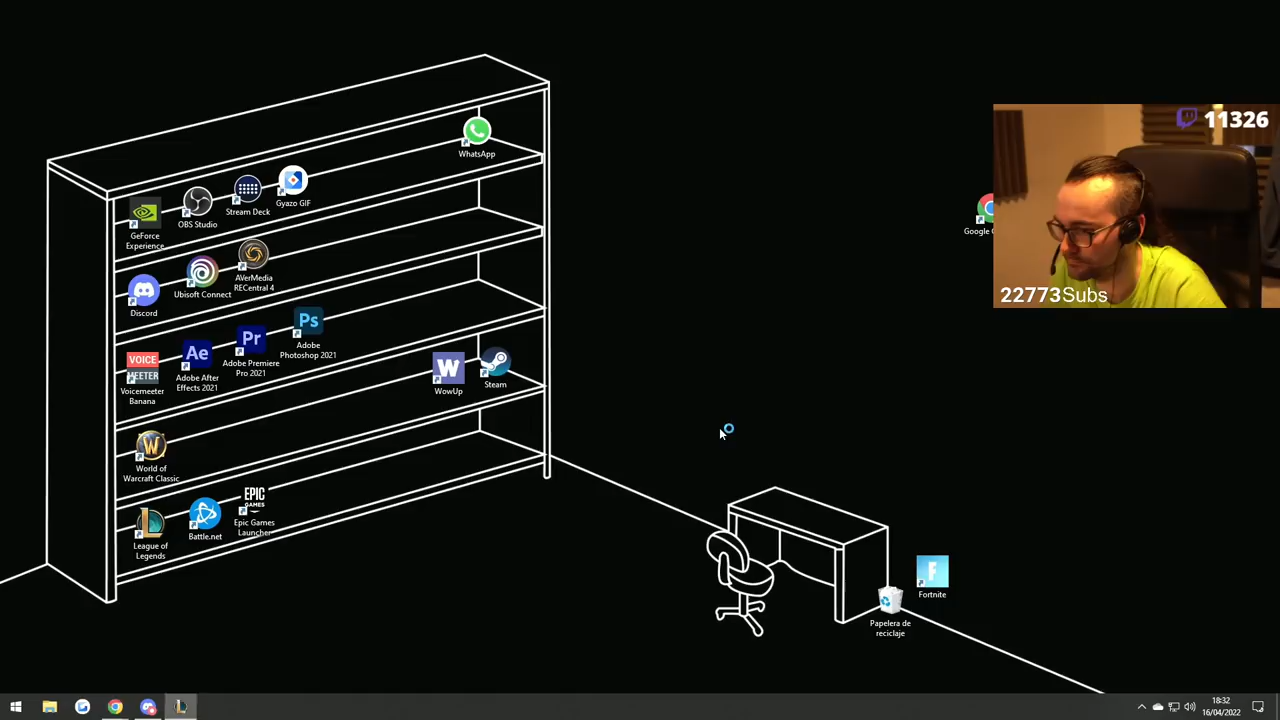 WhatsApp
11326
GeForce
Experience
OBS Studio
Stream Deck
Gyazo GIF
Google C
Discord
Ubisoft Connect
AVerMedia
RECentral 4
22773Subs
VOICE
MEETER
Voicemeeter
Banana
Ae
Adobe After
Effects 2021
Pr
Adobe Premiere
Pro 2021
Ps
Adobe
Photoshop 2021
W
WowUp
Steam
W
World of
Warcraft Classic
League of
Legends
Battle.net
EPIC
GAMES
Epic Games
Launcher
F
Fortnite
Papelera de
reciclaje
18:32
16/04/2022